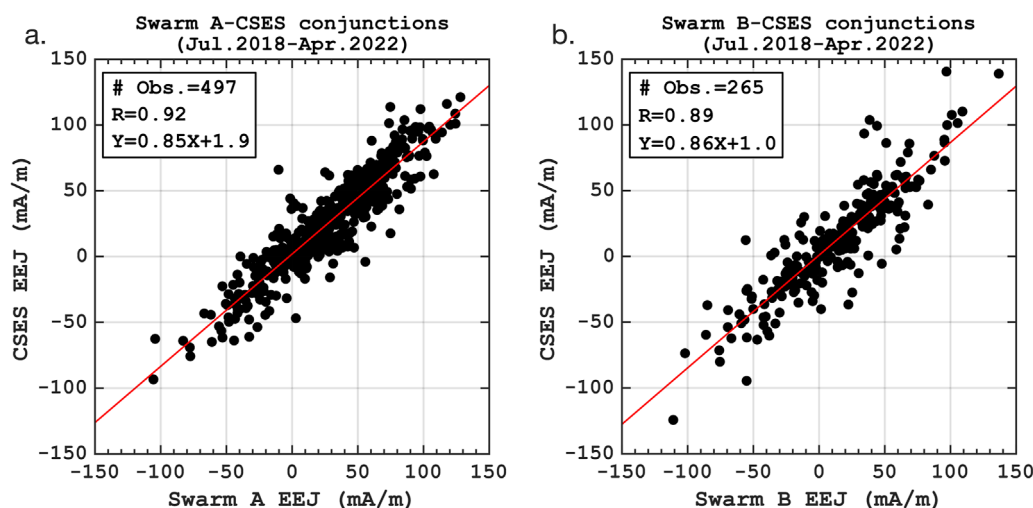 a.
Swarm A-CSES conjunctions
(Jul.2018-Apr.2022)
# Obs.=497
R=0.92
Y=0.85X+1.9
CSES EEJ (mA/m)
150
100
50
0
-50
-100
-150
-150 -100 -50 0 50 100 150
Swarm A EEJ (mA/m)
b.
Swarm B-CSES conjunctions
(Jul.2018-Apr.2022)
# Obs.=265
R=0.89
Y=0.86X+1.0
CSES EEJ (mA/m)
150
100
50
0
-50
-100
-150
-150 -100 -50 0 50 100 150
Swarm B EEJ (mA/m)